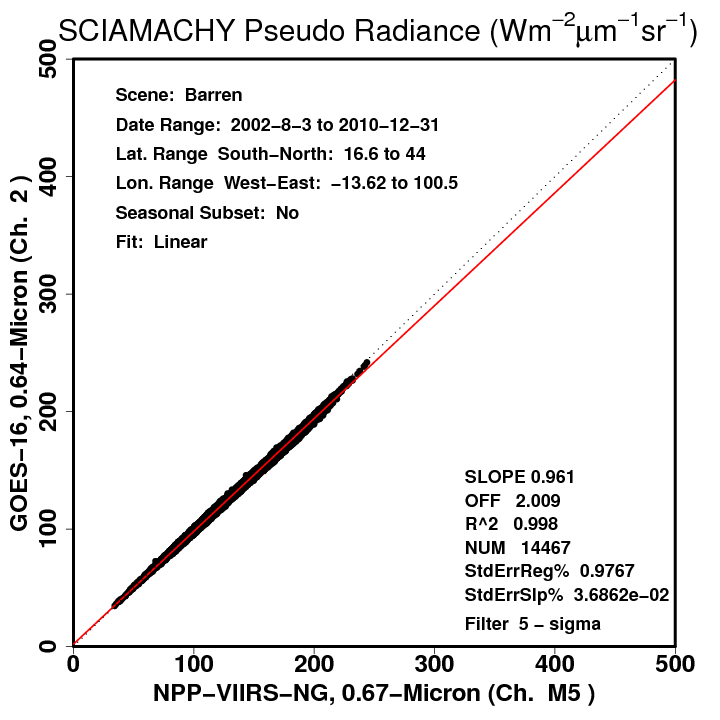 SCIAMACHY Pseudo Radiance (Wm−2μm−1sr−1)
500
400
300
200
100
0
GOES−16, 0.64−Micron (Ch. 2 )
Scene: Barren
Date Range: 2002−8−3 to 2010−12−31
Lat. Range South−North: 16.6 to 44
Lon. Range West−East: −13.62 to 100.5
Seasonal Subset: No
Fit: Linear
SLOPE 0.961
OFF 2.009
R^2 0.998
NUM 14467
StdErrReg% 0.9767
StdErrSlp% 3.6862e−02
Filter 5 − sigma
0 100 200 300 400 500
NPP−VIIRS−NG, 0.67−Micron (Ch. M5 )